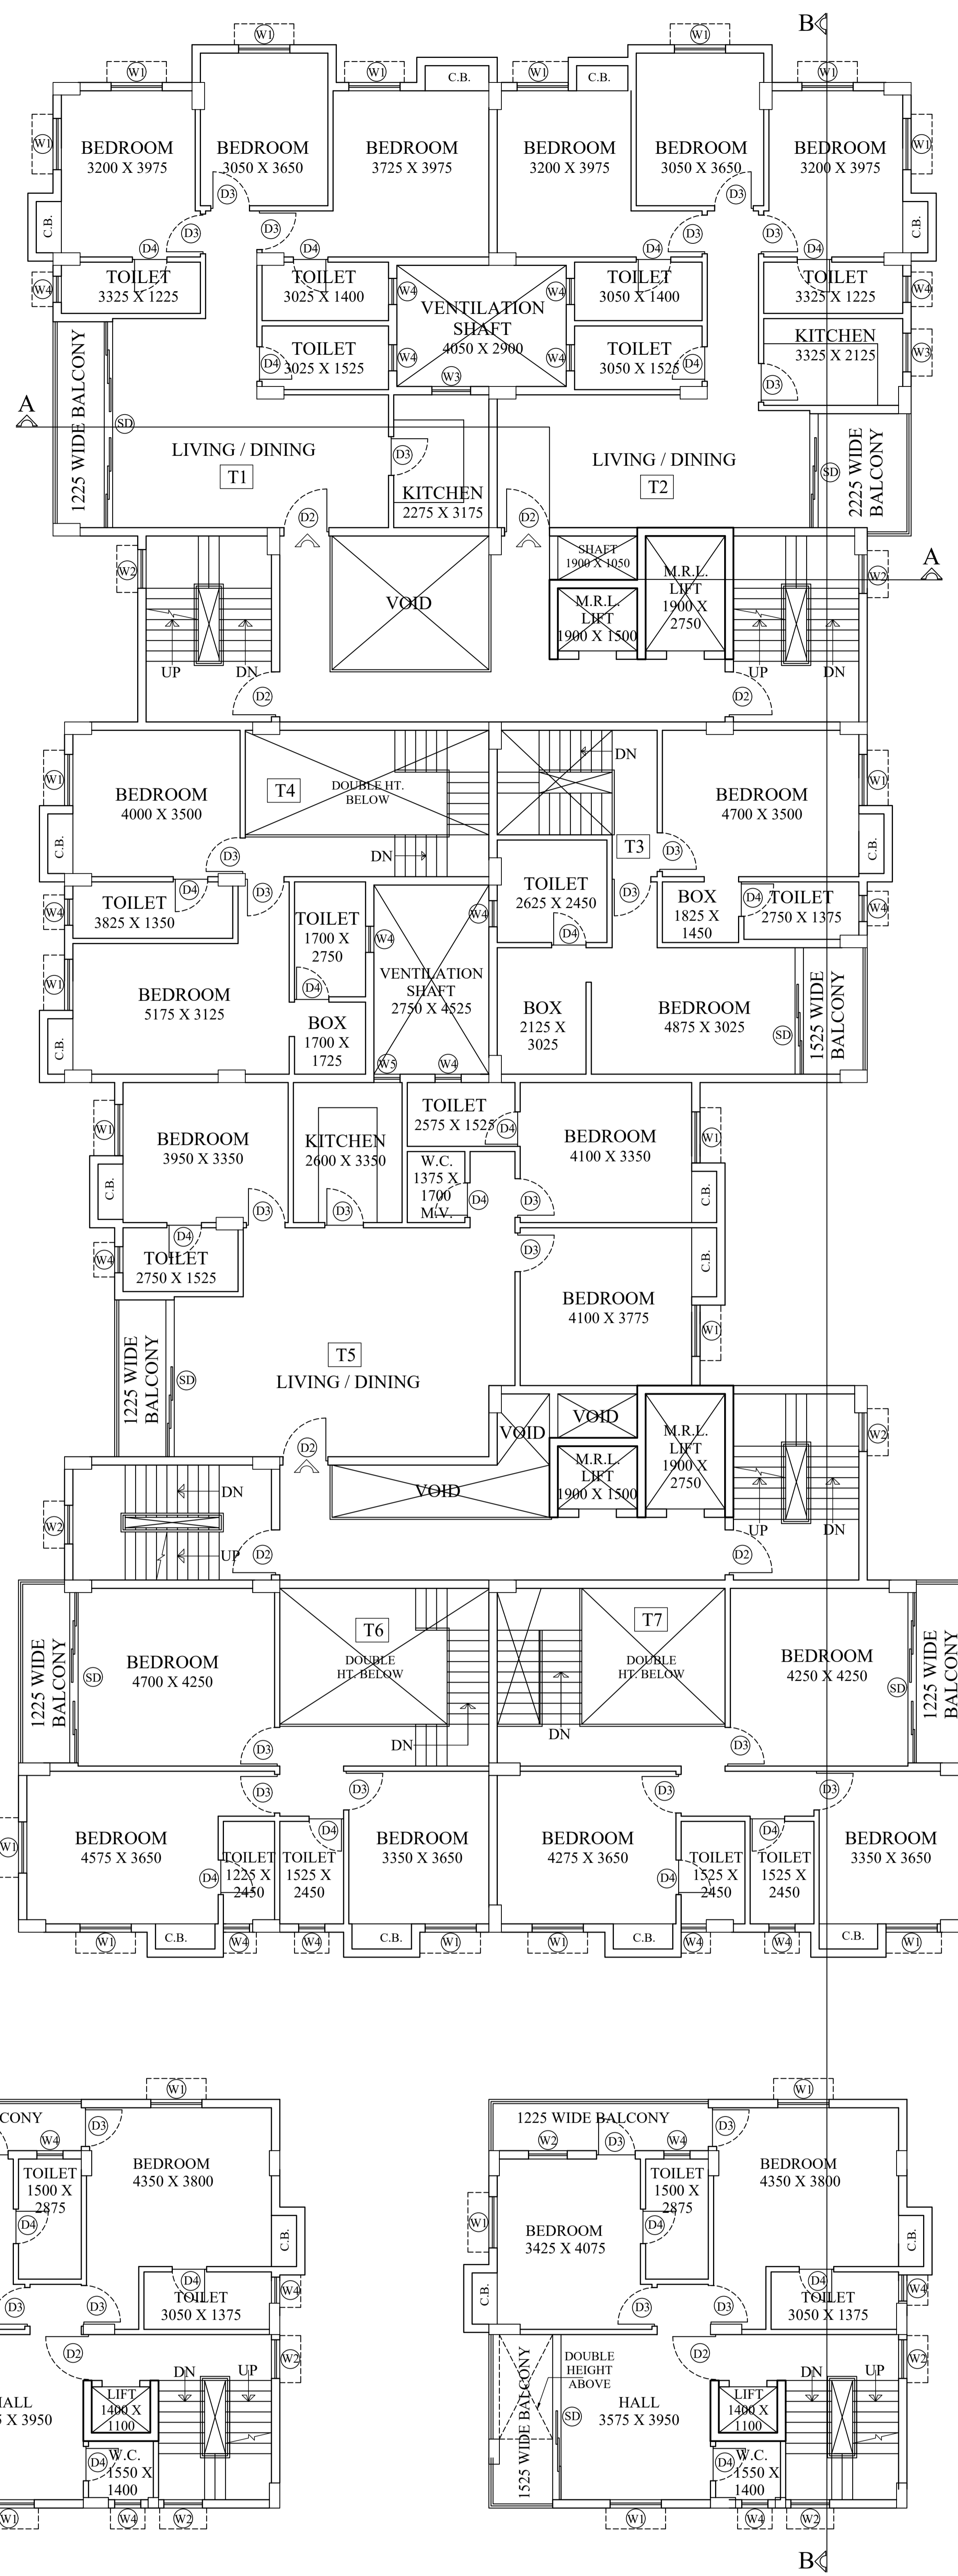 B
W1
W1
W1
W1
W1
W1
W1
C.B.
C.B.
W1
W1
BEDROOM
3200 X 3975
BEDROOM
3050 X 3650
BEDROOM
3725 X 3975
BEDROOM
3200 X 3975
BEDROOM
3050 X 3650
BEDROOM
3200 X 3975
D3
D3
C.B.
D3
D3
D3
D3
C.B.
D4
D4
D4
D4
W4
TOILET
3325 X 1225
TOILET
3025 X 1400
W4
VENTILATION
SHAFT
4050 X 2900
W4
TOILET
3050 X 1400
TOILET
3325 X 1225
W4
D4
TOILET
3025 X 1525
W4
W4
TOILET
3050 X 1525
D4
KITCHEN
3325 X 2125
W3
W3
D3
A
1225 WIDE BALCONY
SD
LIVING / DINING
T1
D3
KITCHEN
2275 X 3175
LIVING / DINING
T2
SD
2225 WIDE
BALCONY
D2
D2
W2
SHAFT
1900 X 1050
M.R.L.
LIFT
1900 X
2750
W2
A
VOID
M.R.L.
LIFT
1900 X 1500
UP
DN
UP
DN
D2
D2
W1
BEDROOM
4000 X 3500
T4
DOUBLE HT.
BELOW
DN
BEDROOM
4700 X 3500
W1
C.B.
D3
DN
T3
D3
C.B.
W4
TOILET
3825 X 1350
D4
D3
TOILET
1700 X
2750
W4
W4
TOILET
2625 X 2450
D4
D3
BOX
1825 X
1450
D4
TOILET
2750 X 1375
W4
W1
BEDROOM
5175 X 3125
D4
VENTILATION
SHAFT
2750 X 4525
BOX
2125 X
3025
BEDROOM
4875 X 3025
SD
1525 WIDE
BALCONY
C.B.
BOX
1700 X
1725
W5
W4
W1
BEDROOM
3950 X 3350
KITCHEN
2600 X 3350
TOILET
2575 X 1525
D4
BEDROOM
4100 X 3350
W1
C.B.
D3
D3
W.C.
1375 X
1700
M.V.
D4
D3
C.B.
W4
D4
TOILET
2750 X 1525
D3
C.B.
BEDROOM
4100 X 3775
W1
1225 WIDE
BALCONY
SD
T5
LIVING / DINING
D2
VOID
VOID
M.R.L.
LIFT
1900 X
2750
W2
VOID
M.R.L.
LIFT
1900 X 1500
W2
DN
UP
D2
UP
DN
D2
1225 WIDE
BALCONY
SD
BEDROOM
4700 X 4250
T6
DOUBLE
HT. BELOW
DN
T7
DOUBLE
HT. BELOW
DN
BEDROOM
4250 X 4250
SD
1225 WIDE
D3
D3
W1
BEDROOM
4575 X 3650
D3
D3
D3
D3
D4
TOILET
1225 X
2450
D4
TOILET
1525 X
2450
BEDROOM
3350 X 3650
BEDROOM
4275 X 3650
D4
TOILET
1525 X
2450
D4
TOILET
1525 X
2450
BEDROOM
3350 X 3650
W1
C.B.
W4
W4
C.B.
W1
W1
C.B.
W4
W4
C.B.
W1
W1
W1
CONY
D3
W4
TOILET
1500 X
2875
D4
BEDROOM
4350 X 3800
C.B.
D4
TOILET
3050 X 1375
W4
D3
D3
D2
W2
DN
UP
X 3950
LIFT
1400 X
1100
D4
W.C.
1550 X
1400
W1
W4
W2
1225 WIDE BALCONY
W2
D3
W4
D3
W1
BEDROOM
3425 X 4075
TOILET
1500 X
2875
D4
BEDROOM
4350 X 3800
C.B.
C.B.
D4
TOILET
3050 X 1375
W4
D3
D3
D2
W2
1525 WIDE BALCONY
DOUBLE
HEIGHT
ABOVE
SD
HALL
3575 X 3950
DN
UP
LIFT
1400 X
1100
D4
W.C.
1550 X
1400
W1
W4
W2
B